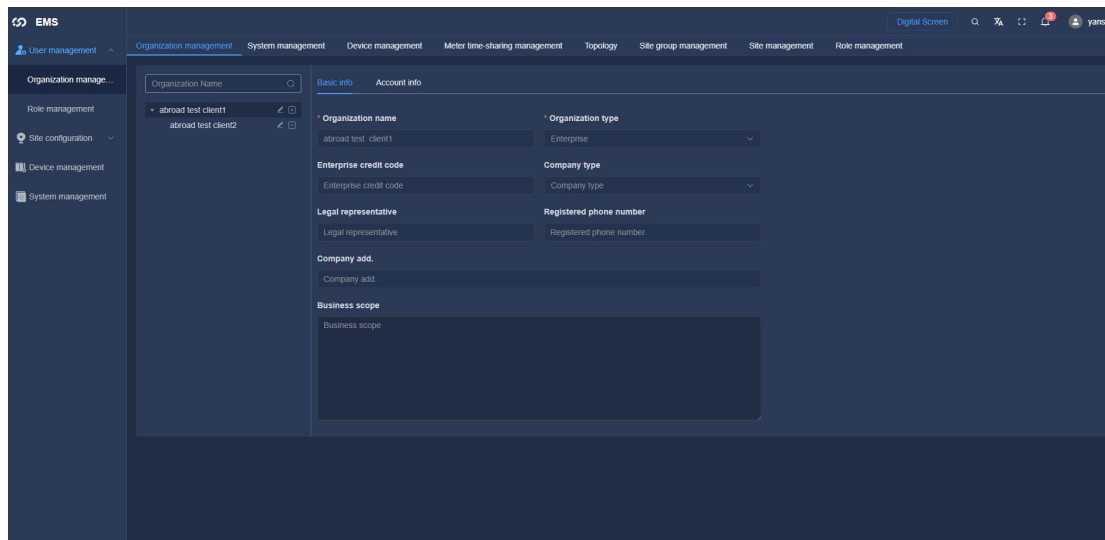 EMS
Digital Screen
3
yans
User management
Organization management System management Device management Meter time-sharing management Topology Site group management Site management Role management
Organization manage...
Role management
Site configuration
Device management
System management
Organization Name
abroad test client1
abroad test client2
Basic info Account info
* Organization name * Organization type
abroad test client1 Enterprise
Enterprise credit code Company type
Enterprise credit code Company type
Legal representative Registered phone number
Legal representative Registered phone number
Company add.
Company add.
Business scope
Business scope